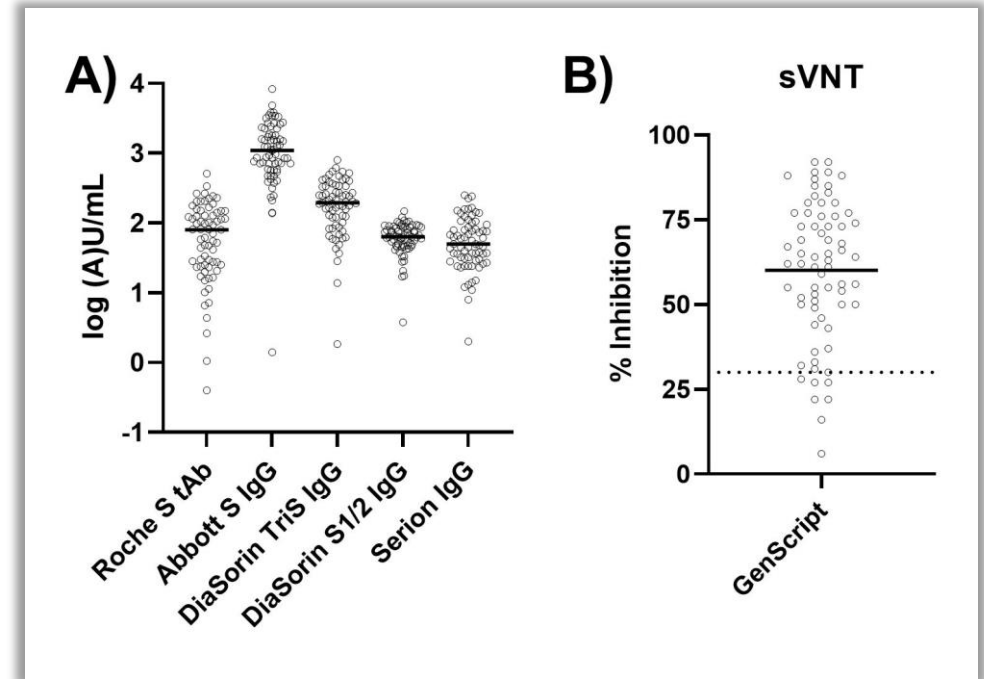 A)
log (A)U/mL
4
3
2
1
0
-1
Roche S tAb
Abbott S IgG
DiaSorin TriS IgG
DiaSorin S1/2 IgG
Serion IgG
B)
sVNT
% Inhibition
100
75
50
25
0
GenScript